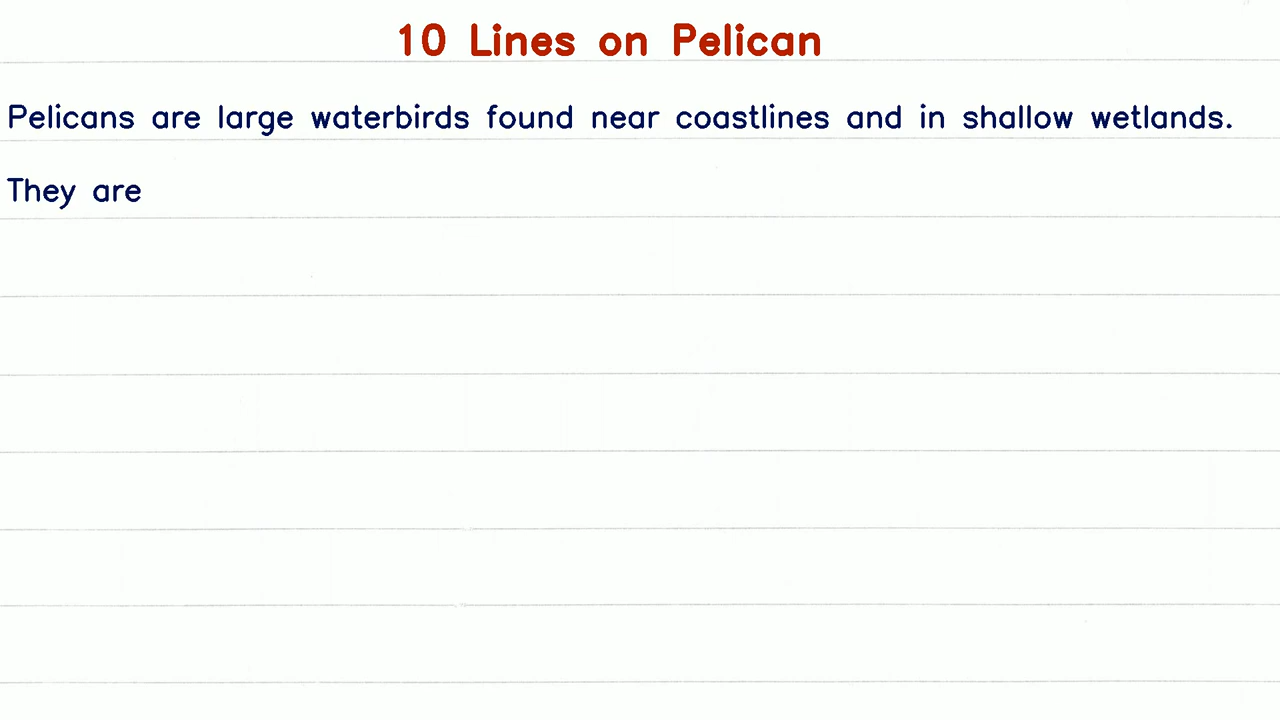 10 Lines on Pelican
Pelicans are large waterbirds found near coastlines and in shallow wetlands.
They are